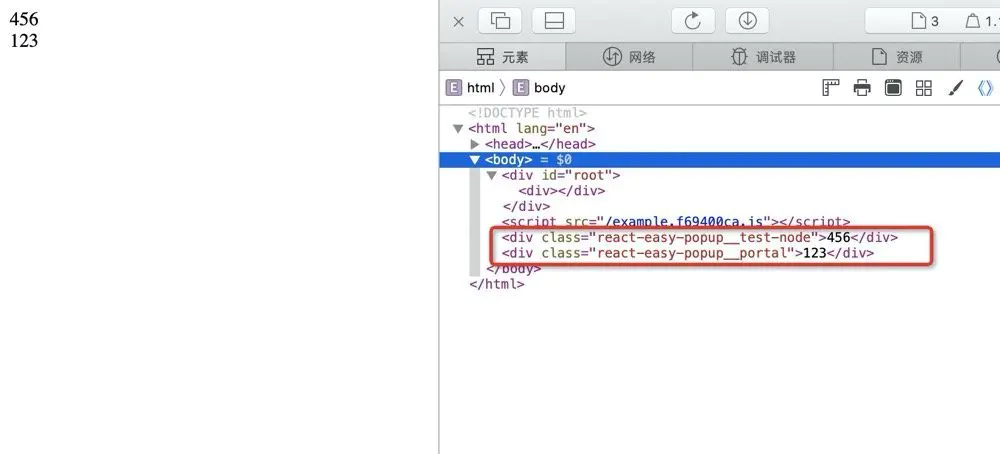 456
123
3
1.1
元素
网络
调试器
资源
E html 〉 E body
<!DOCTYPE html>
<html lang="en">
<head>…</head>
<body> = $0
<div id="root">
<div></div>
</div>
<script src="/example.f69400ca.js"></script>
<div class="react-easy-popup__test-node">456</div>
<div class="react-easy-popup__portal">123</div>
</body>
</html>